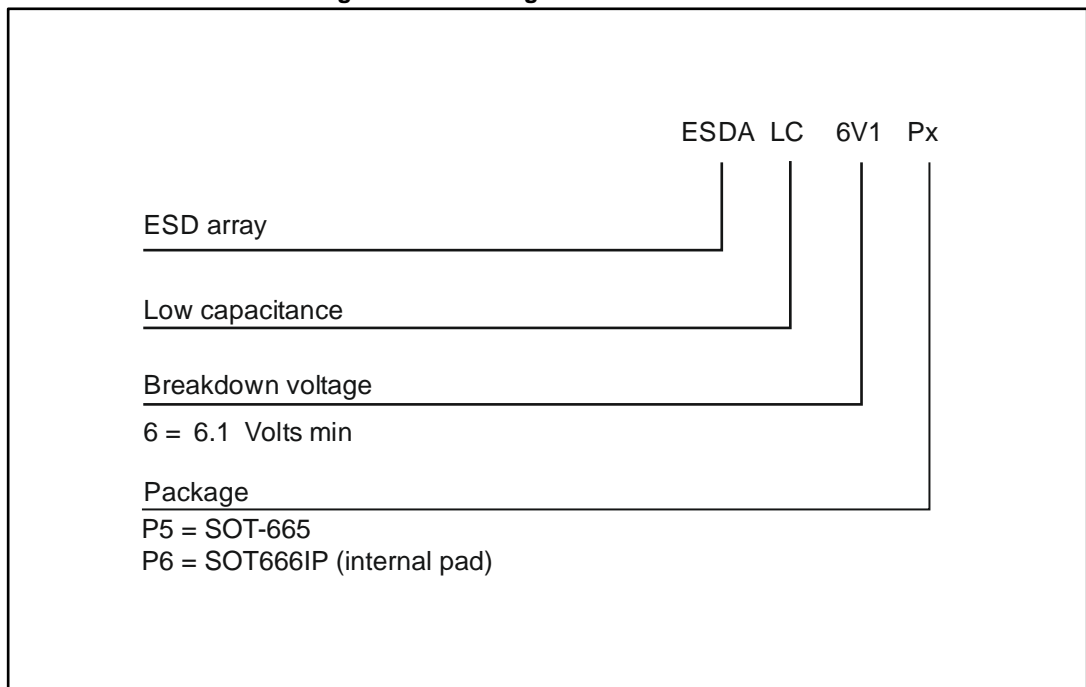 ESDA LC 6V1 Px
ESD array
Low capacitance
Breakdown voltage
6 = 6.1 Volts min
Package
P5 = SOT-665
P6 = SOT666IP (internal pad)